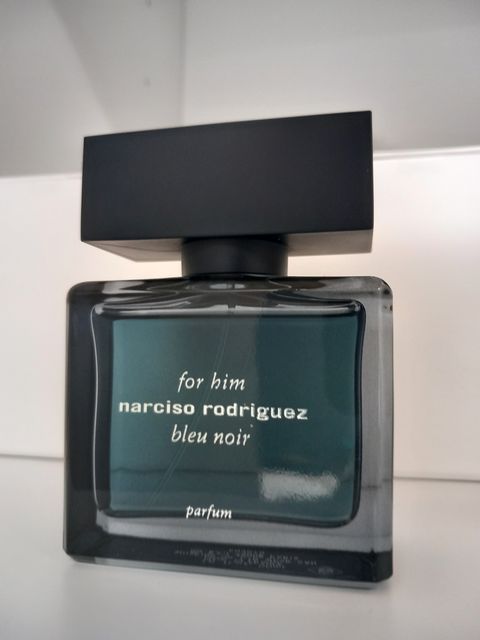 for him
narciso rodriguez
bleu noir
parfum